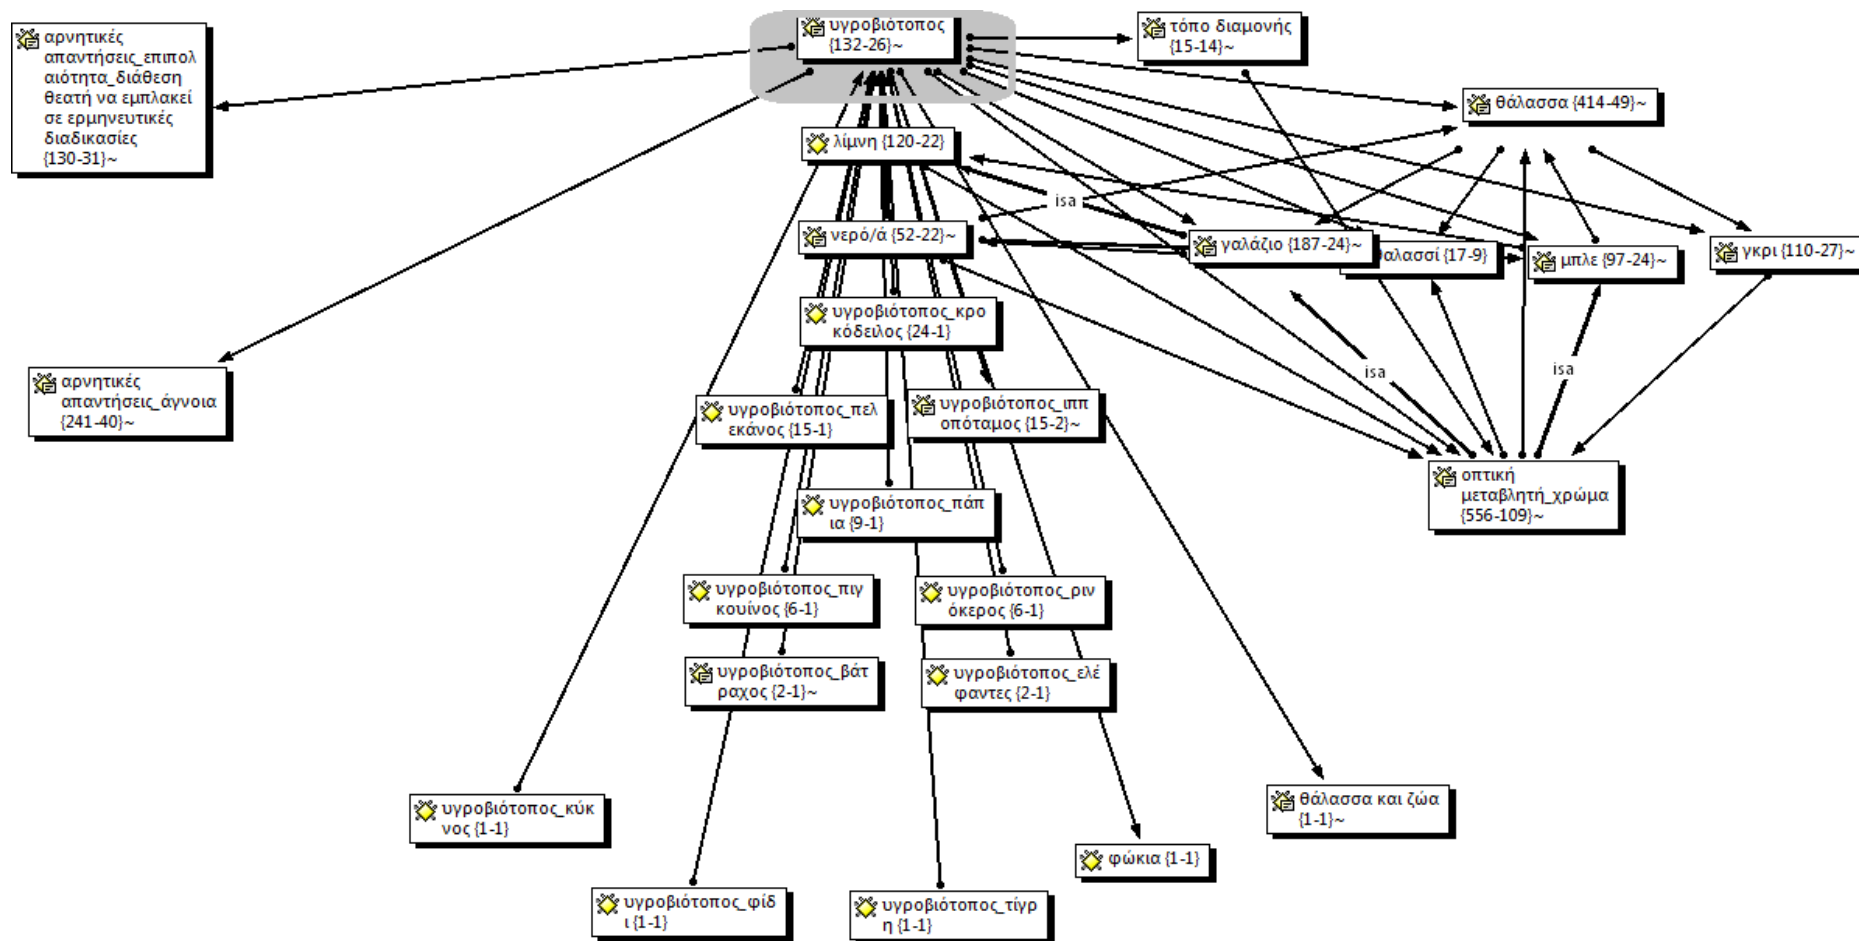 αρνητικές
απαντήσεις_επιπολ
αιότητα_διάθεση
θεατή να εμπλακεί
σε ερμηνευτικές
διαδικασίες
{130-31}~
υγροβιότοπος
{132-26}~
τόπο διαμονής
{15-14}~
θάλασσα {414-49}~
λίμνη {120-22}
isa
νερό/ά {52-22}~
γαλάζιο {187-24}~
αλασσί {17-9}
μπλε {97-24}~
γκρι {110-27}~
υγροβιότοπος_κρο
κόδειλος {24-1}
isa
isa
αρνητικές
απαντήσεις_άγνοια
{241-40}~
υγροβιότοπος_πελ
εκάνος {15-1}
υγροβιότοπος_ιππ
οπόταμος {15-2}~
οπτική
μεταβλητή_χρώμα
{556-109}~
υγροβιότοπος_πάπ
ια {9-1}
υγροβιότοπος_πιγ
κουίνος {6-1}
υγροβιότοπος_ριν
όκερος {6-1}
υγροβιότοπος_βάτ
ραχος {2-1}~
υγροβιότοπος_ελέ
φαντες {2-1}
υγροβιότοπος_κύκ
νος {1-1}
θάλασσα και ζώα
{1-1}~
φώκια {1-1}
υγροβιότοπος_φίδ
ι {1-1}
υγροβιότοπος_τίγρ
η {1-1}